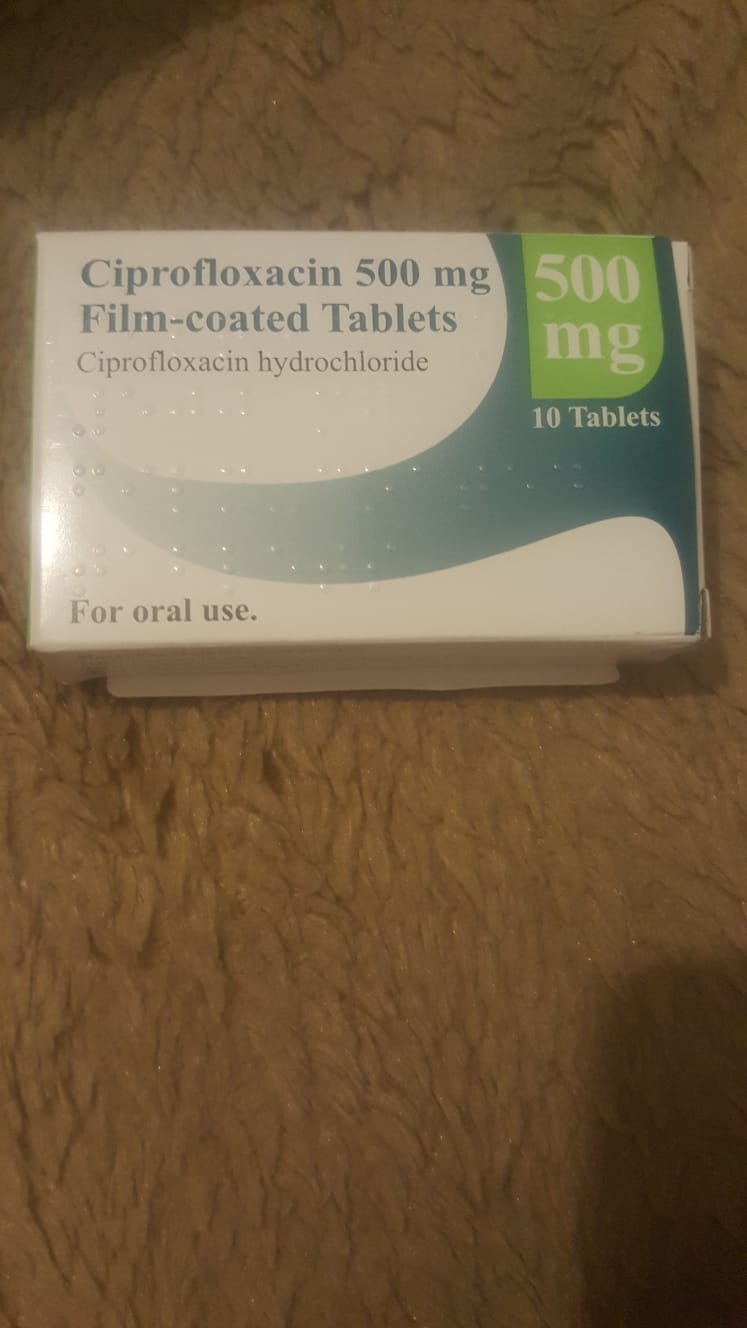 Ciprofloxacin 500 mg
Film-coated Tablets
Ciprofloxacin hydrochloride
500
mg
10 Tablets
For oral use.